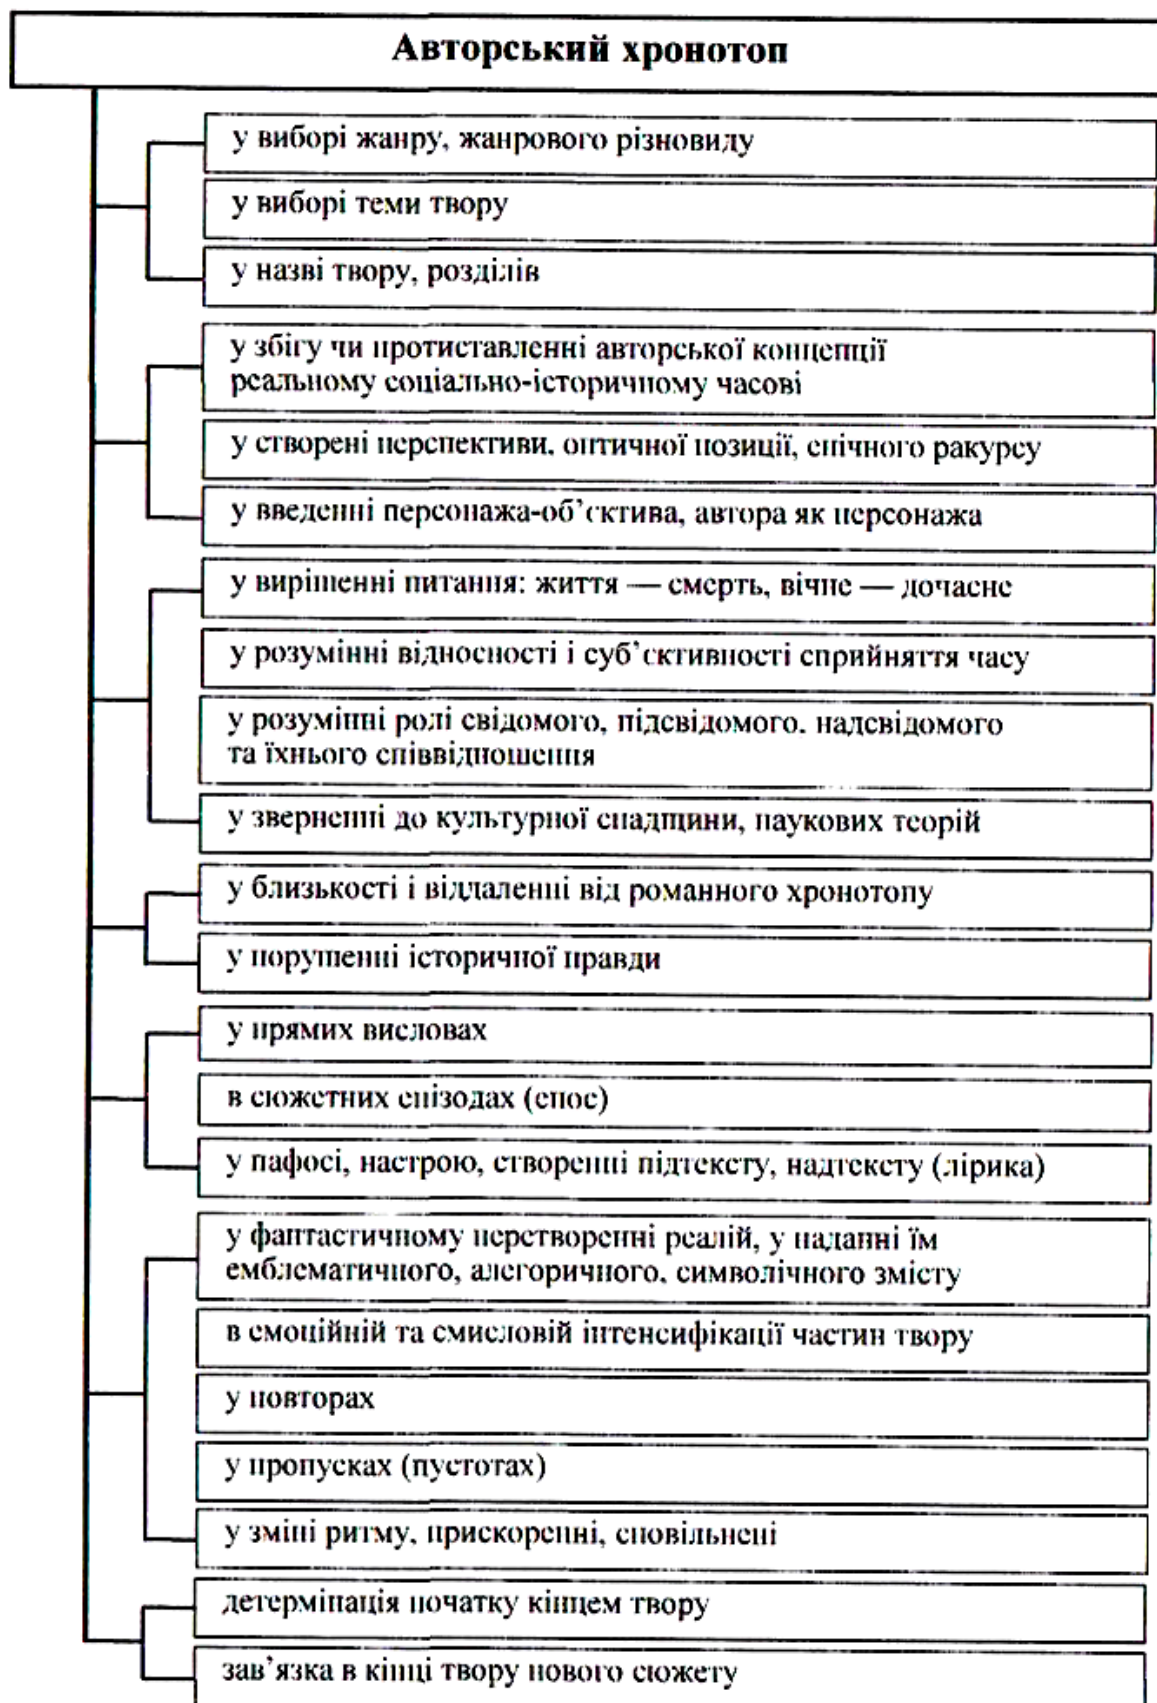 Авторський хронотоп
у виборі жанру, жанрового різновиду
у виборі теми твору
у назві твору, розділів
у збігу чи протиставленні авторської концепції
реальному соціально-історичному часові
у створені перспективи, оптичної позиції, епічного ракурсу
у введенні персонажа-об’єктива, автора як персонажа
у вирішенні питання: життя — смерть, вічне — дочасне
у розумінні відносності і суб’єктивності сприйняття часу
у розумінні ролі свідомого, підсвідомого, надсвідомого
та їхнього співвідношення
у зверненні до культурної спадщини, наукових теорій
у близькості і віддаленні від романного хронотопу
у порушенні історичної правди
у прямих висловах
в сюжетних епізодах (епос)
у пафосі, настрою, створенні підтексту, надтексту (лірика)
у фантастичному перетворенні реалій, у наданні їм
емблематичного, алегоричного, символічного змісту
в емоційній та смисловій інтенсифікації частин твору
у повторах
у пропусках (пустотах)
у зміні ритму, прискоренні, сповільнені
детермінація початку кінцем твору
зав’язка в кінці твору нового сюжету